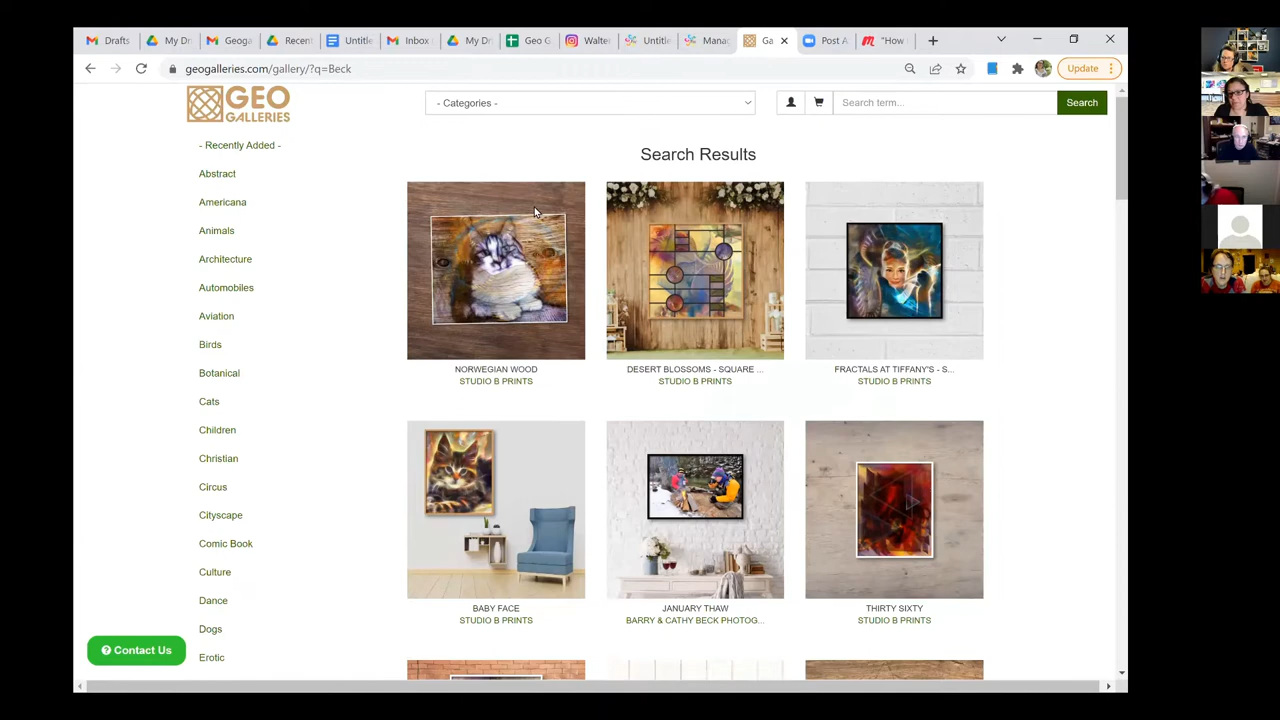 Drafts
My Dr
Geoga
Recen
Untitle
Inbox
My Dr
Geo G
Walter
Untitle
Manag
Ga
Post A
"How
geogalleries.com/gallery/?q=Beck
Update
GEO
GALLERIES
- Categories -
Search term...
Search
- Recently Added -
Abstract
Americana
Animals
Architecture
Automobiles
Aviation
Birds
Botanical
Cats
Children
Christian
Circus
Cityscape
Comic Book
Culture
Dance
Dogs
Erotic
Contact Us
Search Results
NORWEGIAN WOOD
STUDIO B PRINTS
DESERT BLOSSOMS - SQUARE ...
STUDIO B PRINTS
FRACTALS AT TIFFANY'S - S...
STUDIO B PRINTS
BABY FACE
STUDIO B PRINTS
JANUARY THAW
BARRY & CATHY BECK PHOTOG...
THIRTY SIXTY
STUDIO B PRINTS